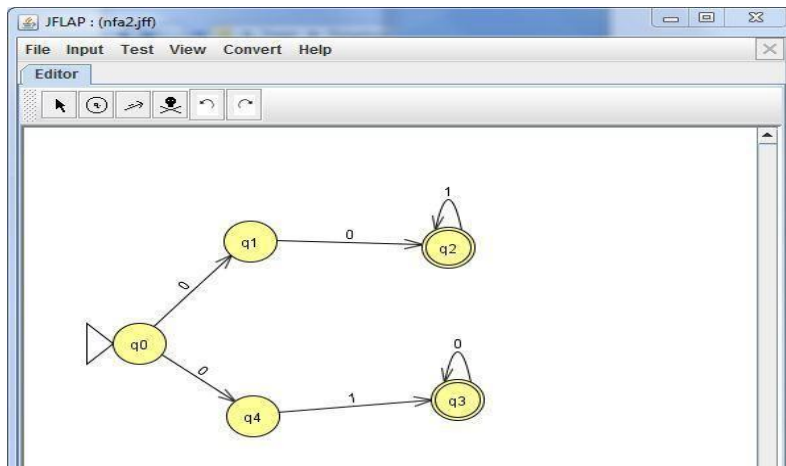 JFLAP : (nfa2.jff)
File Input Test View Convert Help
Editor
1
q1
0
q2
0
q0
0
0
q4
1
q3